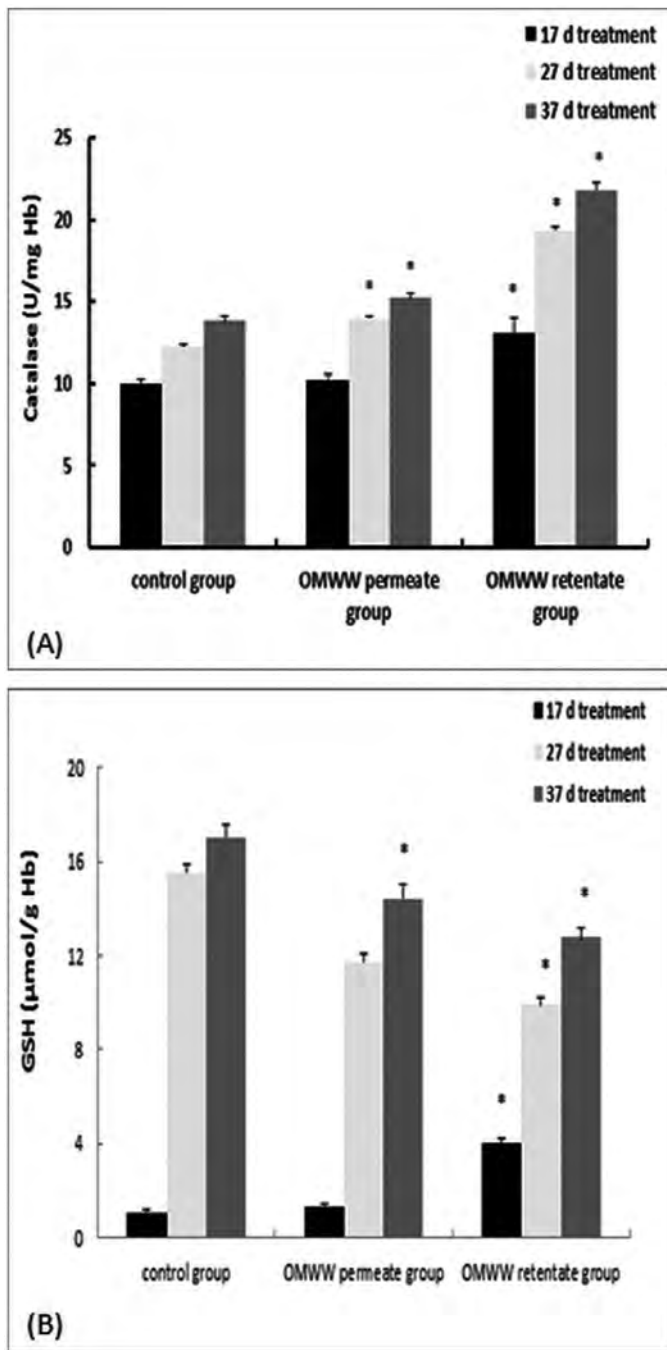 17 d treatment
27 d treatment
37 d treatment
Catalase (U/mg Hb)
25
20
15
10
5
0
*
*
*
*
*
control group
OMWW permeate group
OMWW retentate group
(A)
17 d treatment
27 d treatment
37 d treatment
GSH (μmol/g Hb)
20
16
12
8
4
0
*
*
*
*
control group
OMWW permeate group
OMWW retentate group
(B)